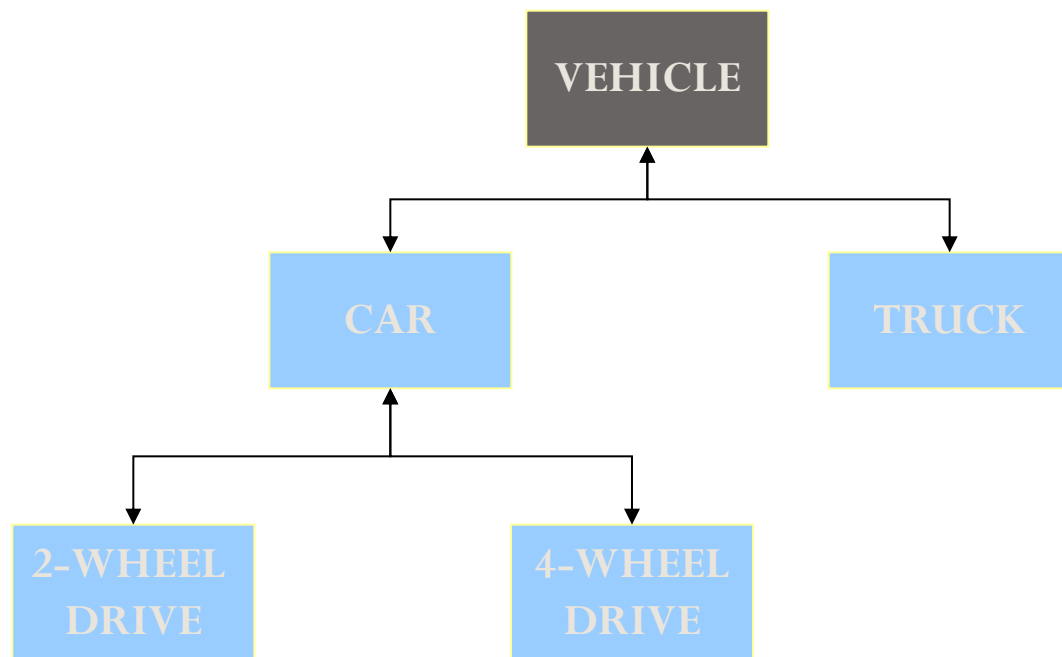 VEHICLE
CAR
TRUCK
2-WHEEL
DRIVE
4-WHEEL
DRIVE